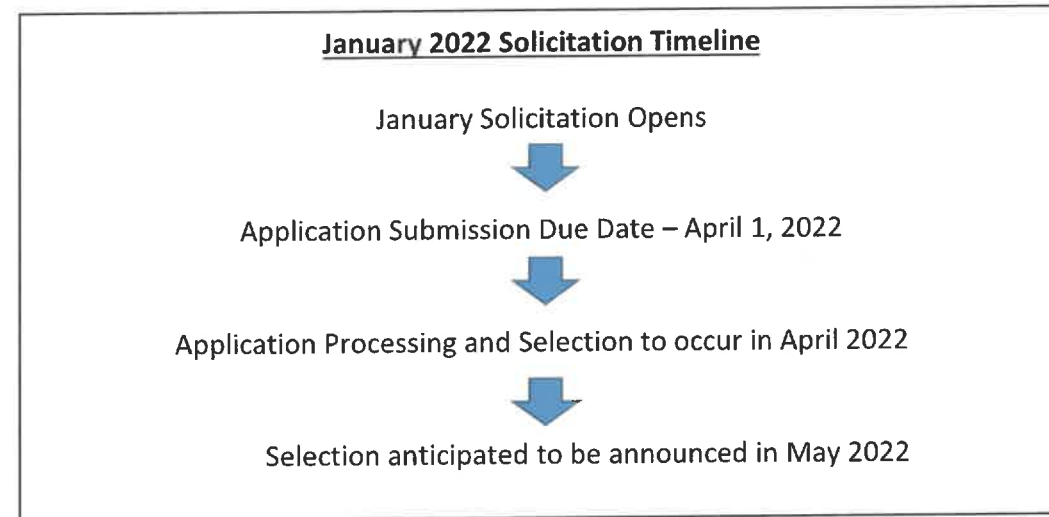 January 2022 Solicitation Timeline
January Solicitation Opens
Application Submission Due Date – April 1, 2022
Application Processing and Selection to occur in April 2022
Selection anticipated to be announced in May 2022